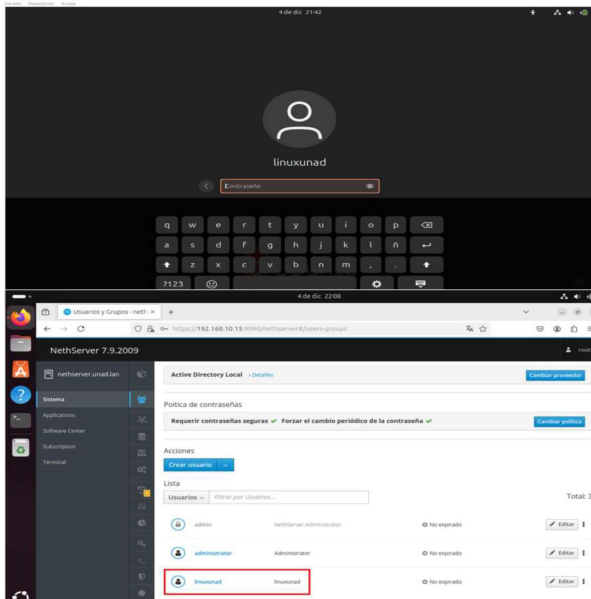 Dispositivos Ayuda
4 de dic 21:42
linuxunad
Contraseña
q w e r t y u i o p
a s d f g h j k l ñ
z x c v b n m , .
?123
4 de dic 22:08
Usuarios y Grupos - neth ×
https://192.168.10.15:9090/nethserver#/users-groups
NethServer 7.9.2009
root
nethserver.unad.lan
Sistema
Applications
Software Center
Subscription
Terminal
Active Directory Local › Detalles
Cambiar proveedor
Poítica de contraseñas
Requerir contraseñas seguras ✔ Forzar el cambio periódico de la contraseña ✔
Cambiar política
Acciones
Crear usuario
Lista
Usuarios
Filtrar por Usuarios...
Total: 3
admin NethServer Administrator No expirado Editar
administrator Administrator No expirado Editar
linuxunad linuxunad No expirado Editar